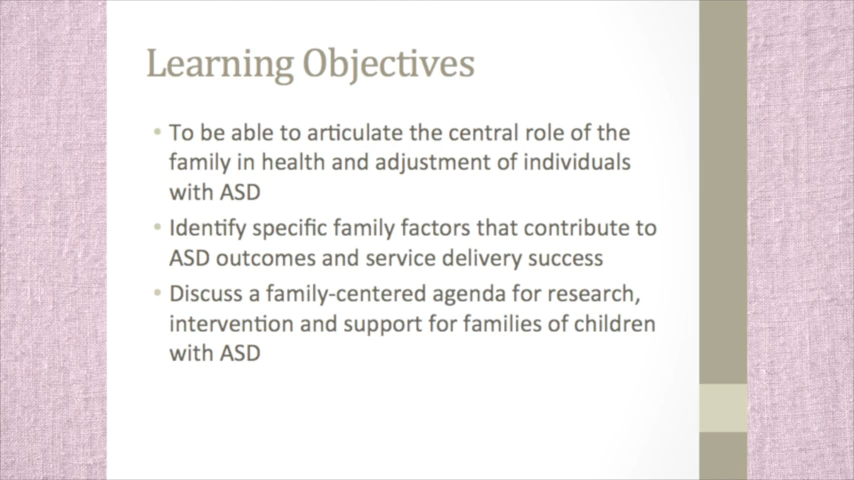 Learning Objectives
• To be able to articulate the central role of the
family in health and adjustment of individuals
with ASD
• Identify specific family factors that contribute to
ASD outcomes and service delivery success
• Discuss a family-centered agenda for research,
intervention and support for families of children
with ASD